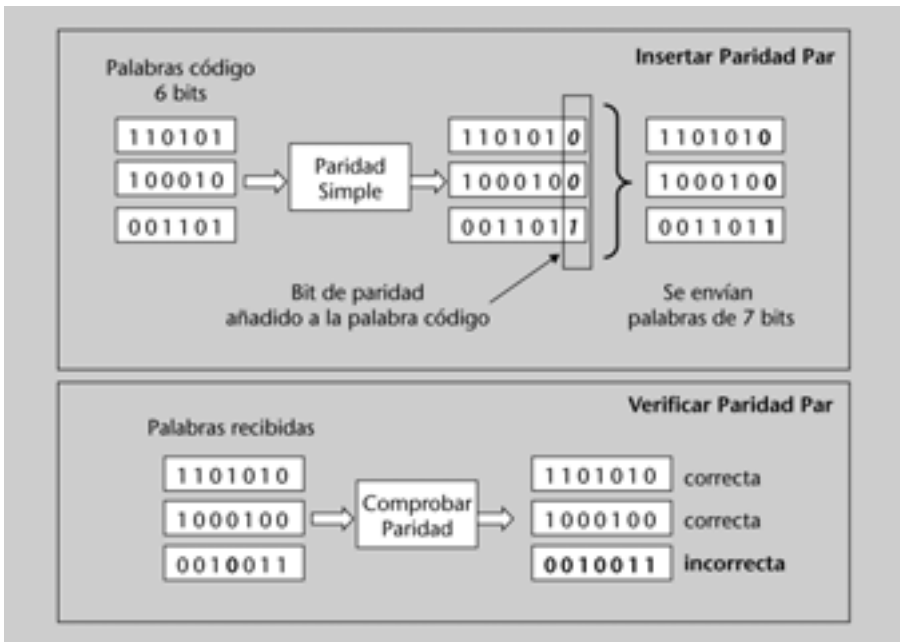 Insertar Paridad Par
Palabras código
6 bits
110101
100010
001101
Paridad
Simple
1101010
1000100
0011011
1101010
1000100
0011011
Bit de paridad
añadido a la palabra código
Se envían
palabras de 7 bits
Verificar Paridad Par
Palabras recibidas
1101010
1000100
0010011
Comprobar
Paridad
1101010 correcta
1000100 correcta
0010011 incorrecta